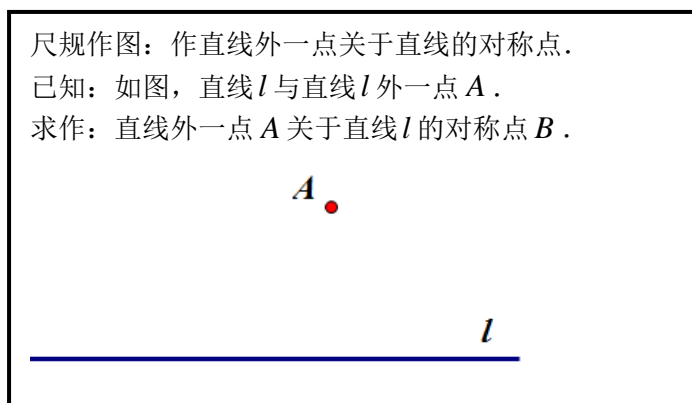 尺规作图：作直线外一点关于直线的对称点．
已知：如图，直线l与直线l外一点A．
求作：直线外一点A关于直线l的对称点B．
A
l